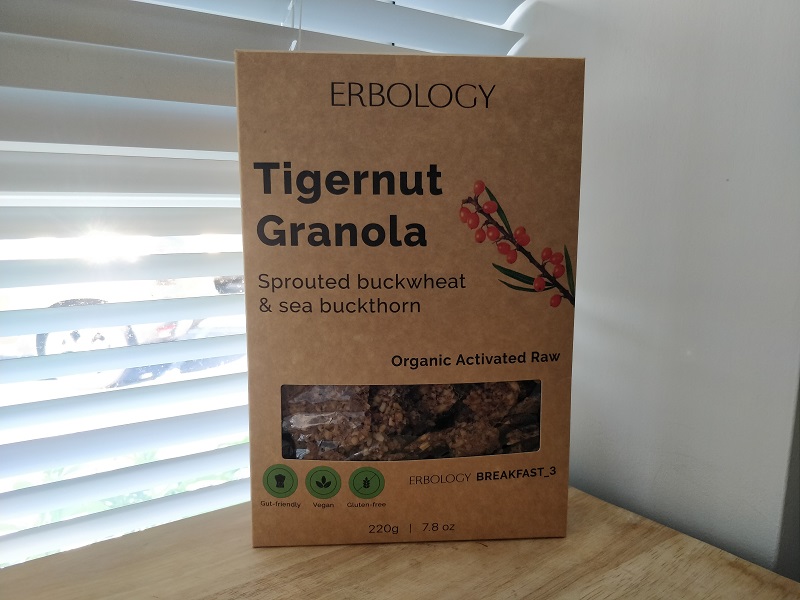 ERBOLOGY
Tigernut
Granola
Sprouted buckwheat
& sea buckthorn
Organic Activated Raw
Gut-friendly Vegan Gluten-free
ERBOLOGY BREAKFAST_3
220g | 7.8 oz